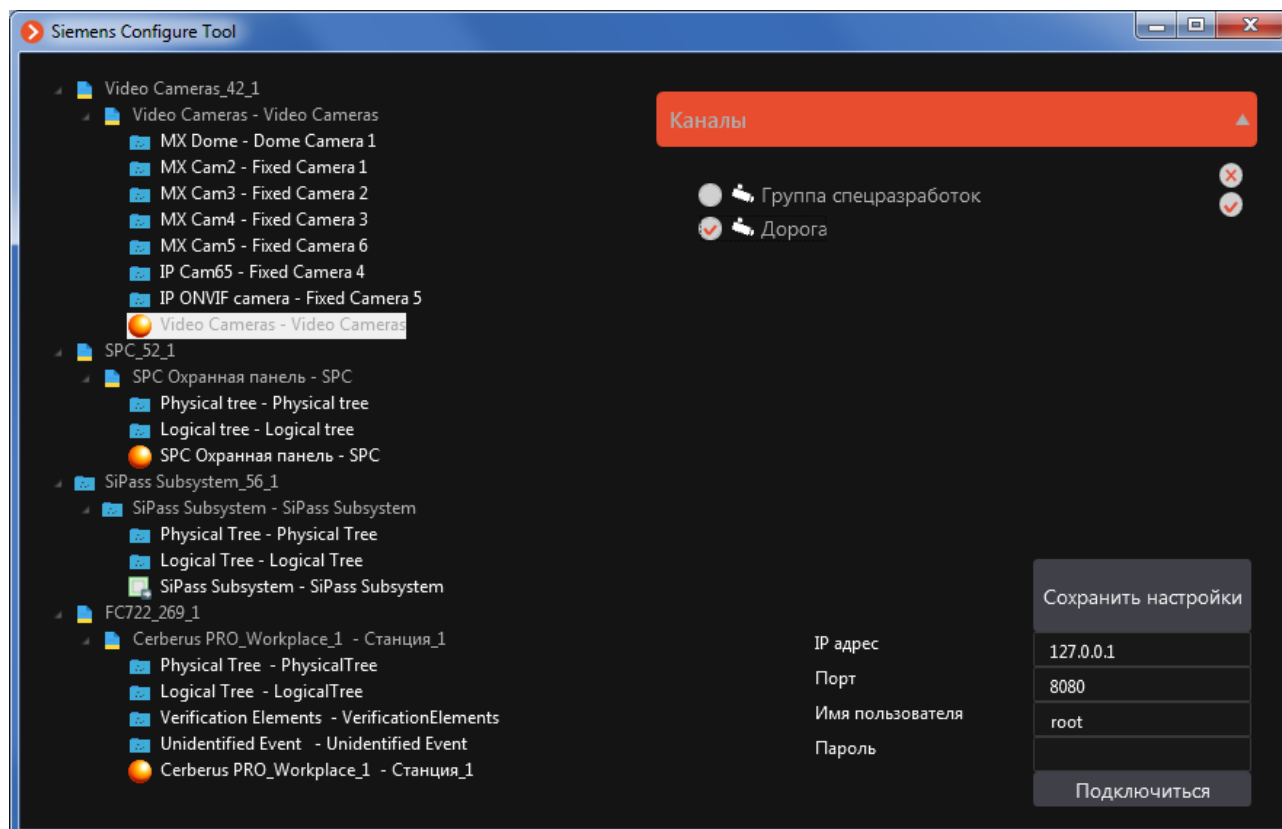 Siemens Configure Tool
Video Cameras_42_1
Video Cameras - Video Cameras
MX Dome - Dome Camera 1
MX Cam2 - Fixed Camera 1
MX Cam3 - Fixed Camera 2
MX Cam4 - Fixed Camera 3
MX Cam5 - Fixed Camera 6
IP Cam65 - Fixed Camera 4
IP ONVIF camera - Fixed Camera 5
Video Cameras - Video Cameras
SPC_52_1
SPC Охранная панель - SPC
Physical tree - Physical tree
Logical tree - Logical tree
SPC Охранная панель - SPC
SiPass Subsystem_56_1
SiPass Subsystem - SiPass Subsystem
Physical Tree - Physical Tree
Logical Tree - Logical Tree
SiPass Subsystem - SiPass Subsystem
FC722_269_1
Cerberus PRO_Workplace_1 - Станция_1
Physical Tree - PhysicalTree
Logical Tree - LogicalTree
Verification Elements - VerificationElements
Unidentified Event - Unidentified Event
Cerberus PRO_Workplace_1 - Станция_1
Каналы
Группа спецразработок
Дорога
Сохранить настройки
IP адрес 127.0.0.1
Порт 8080
Имя пользователя root
Пароль
Подключиться